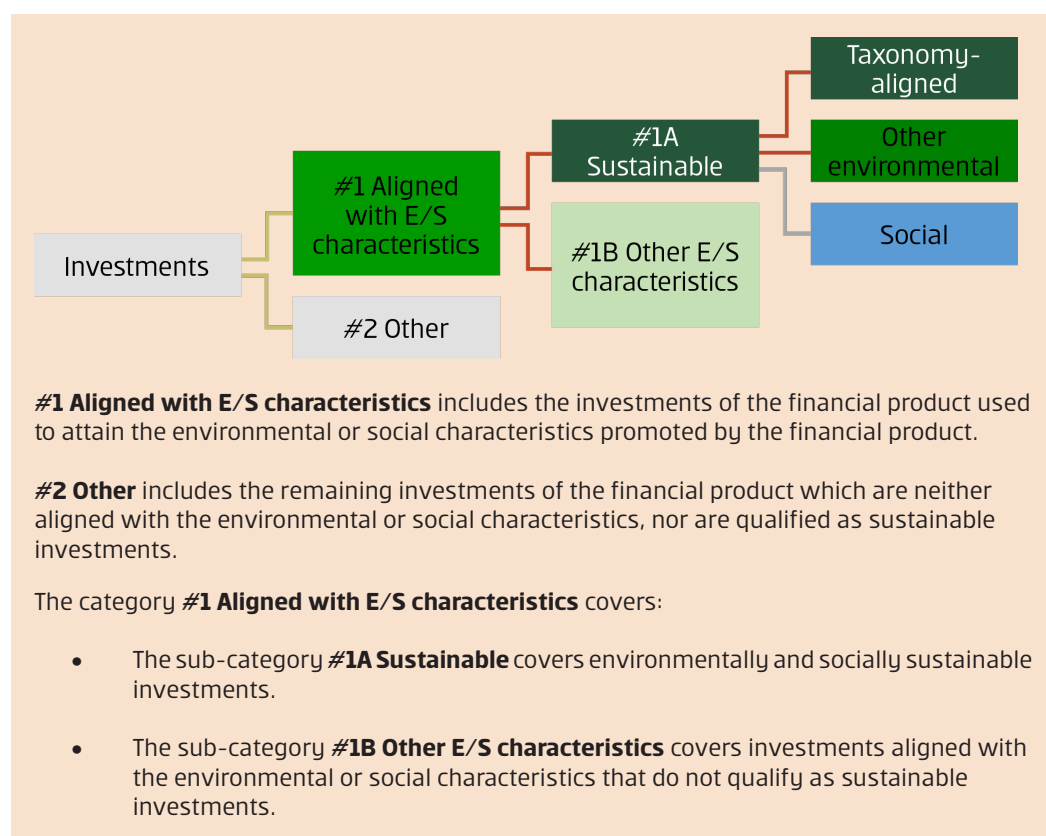 Taxonomy-
aligned
#1A
Sustainable
Other
environmental
#1 Aligned
with E/S
characteristics
Social
#1B Other E/S
characteristics
Investments
#2 Other
#1 Aligned with E/S characteristics includes the investments of the financial product used
to attain the environmental or social characteristics promoted by the financial product.
#2 Other includes the remaining investments of the financial product which are neither
aligned with the environmental or social characteristics, nor are qualified as sustainable
investments.
The category #1 Aligned with E/S characteristics covers:
• The sub-category #1A Sustainable covers environmentally and socially sustainable
investments.
• The sub-category #1B Other E/S characteristics covers investments aligned with
the environmental or social characteristics that do not qualify as sustainable
investments.